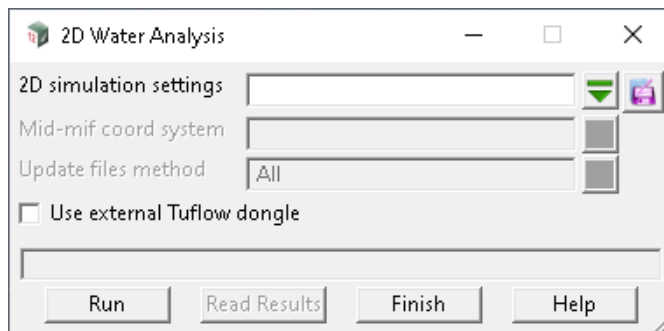 2D Water Analysis
2D simulation settings
Mid-mif coord system
Update files method All
Use external Tuflow dongle
Run Read Results Finish Help